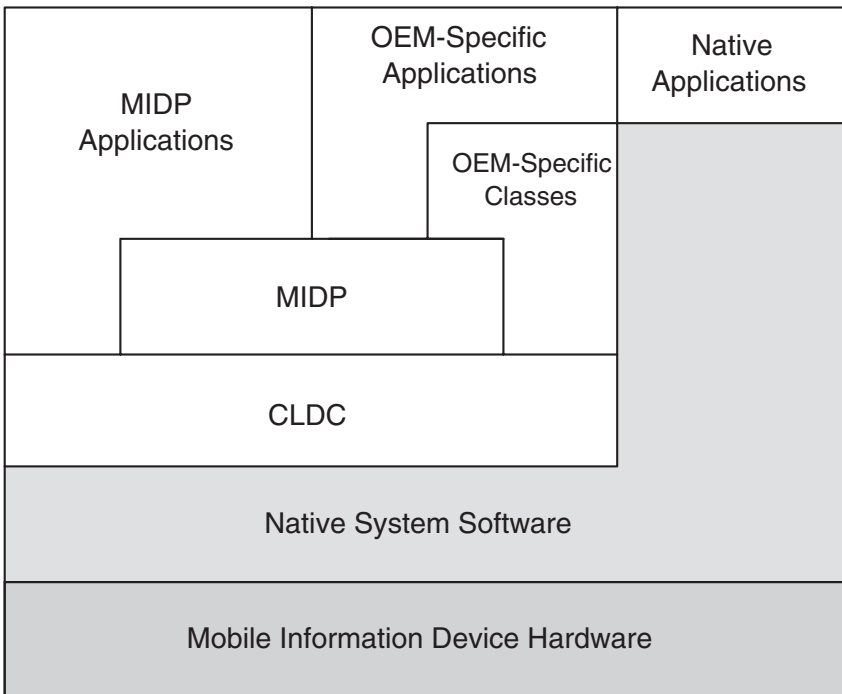 MIDP
Applications
OEM-Specific
Applications
Native
Applications
OEM-Specific
Classes
MIDP
CLDC
Native System Software
Mobile Information Device Hardware